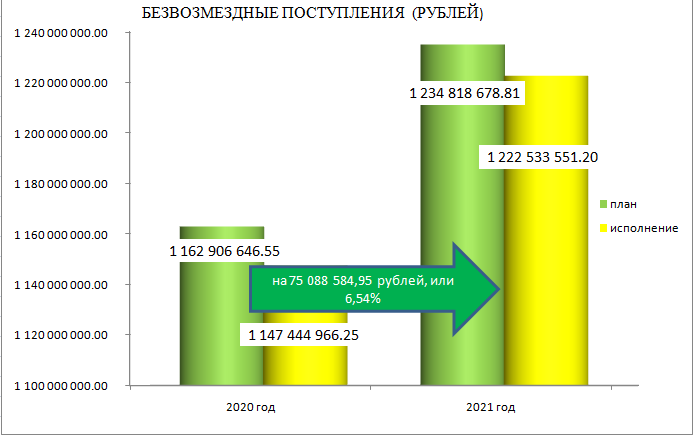 БЕЗВОЗМЕЗДНЫЕ ПОСТУПЛЕНИЯ (РУБЛЕЙ)
1 240 000 000.00
1 220 000 000.00
1 200 000 000.00
1 180 000 000.00
1 160 000 000.00
1 140 000 000.00
1 120 000 000.00
1 100 000 000.00
1 162 906 646.55
1 147 444 966.25
1 234 818 678.81
1 222 533 551.20
на 75 088 584,95 рублей, или
6,54%
2020 год
2021 год
план
исполнение